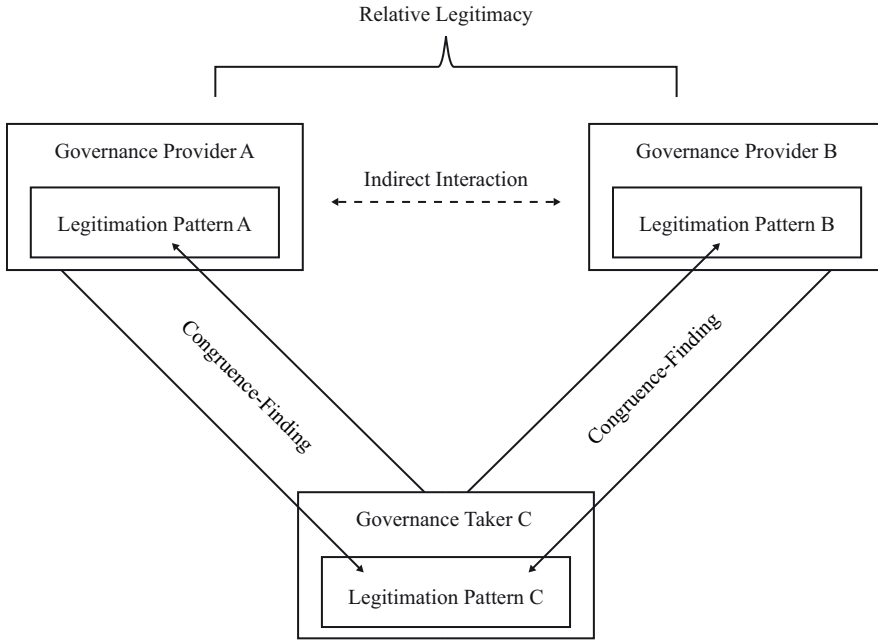 Relative Legitimacy
Governance Provider A
Governance Provider B
Indirect Interaction
Legitimation Pattern A
Legitimation Pattern B
Congruence-Finding
Congruence-Finding
Governance Taker C
Legitimation Pattern C